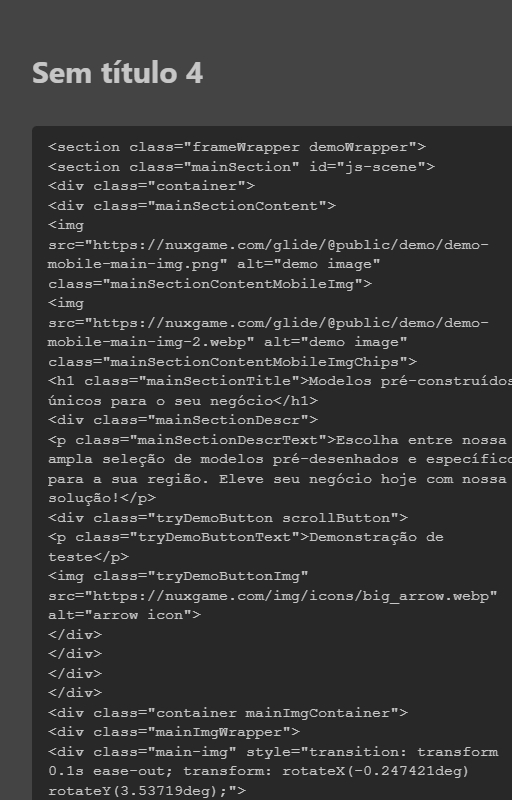 Sem título 4
<section class="frameWrapper demoWrapper">
<section class="mainSection" id="js-scene">
<div class="container">
<div class="mainSectionContent">
<img
src="https://nuxgame.com/glide/@public/demo/demo-
mobile-main-img.png" alt="demo image"
class="mainSectionContentMobileImg">
<img
src="https://nuxgame.com/glide/@public/demo/demo-
mobile-main-img-2.webp" alt="demo image"
class="mainSectionContentMobileImgChips">
<h1 class="mainSectionTitle">Modelos pré-construídos
únicos para o seu negócio</h1>
<div class="mainSectionDescr">
<p class="mainSectionDescrText">Escolha entre nossa
ampla seleção de modelos pré-desenhados e específico
para a sua região. Eleve seu negócio hoje com nossa
solução!</p>
<div class="tryDemoButton scrollButton">
<p class="tryDemoButtonText">Demonstração de
teste</p>
<img class="tryDemoButtonImg"
src="https://nuxgame.com/img/icons/big_arrow.webp"
alt="arrow icon">
</div>
</div>
</div>
</div>
<div class="container mainImgContainer">
<div class="mainImgWrapper">
<div class="main-img" style="transition: transform
0.1s ease-out; transform: rotateX(-0.247421deg)
rotateY(3.53719deg);">